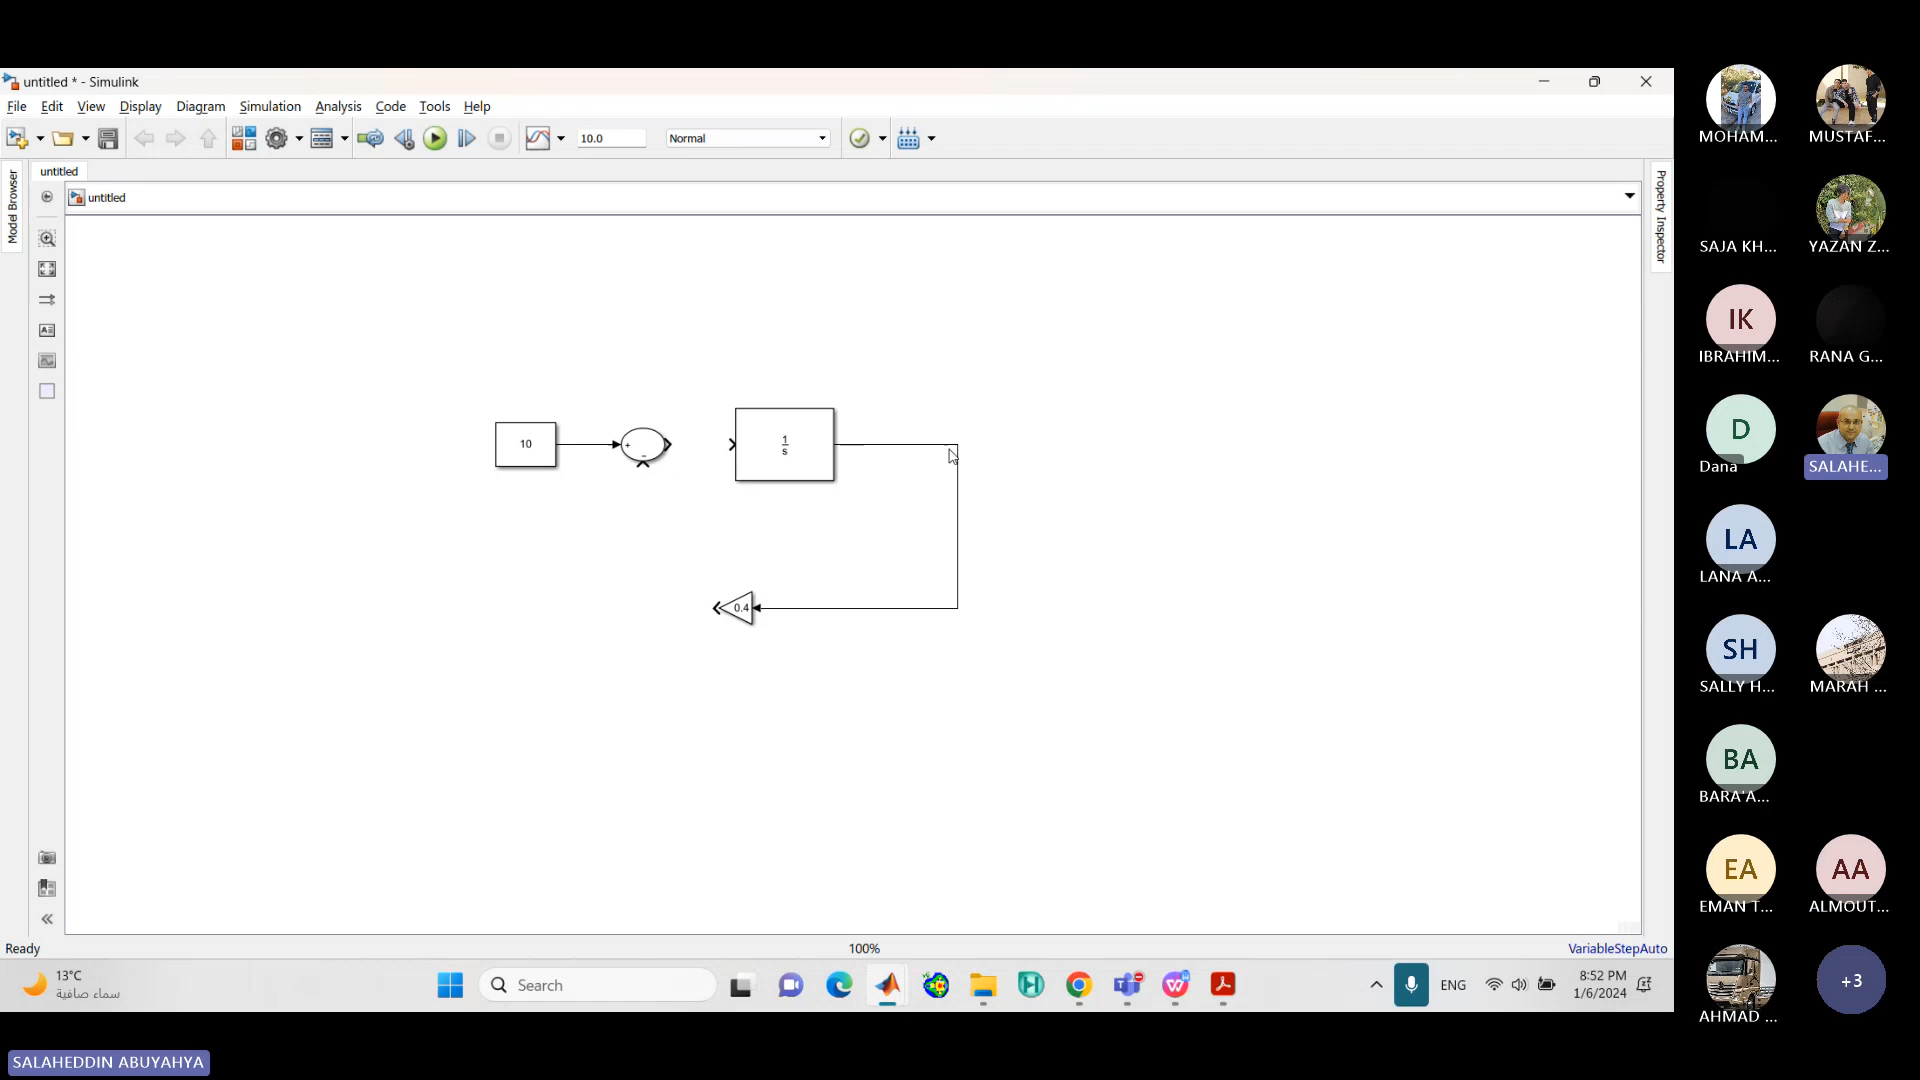 untitled * - Simulink
File Edit View Display Diagram Simulation Analysis Code Tools Help
10.0 Normal
Model Browser
untitled
untitled
Property Inspector
10
+
−
1
s
0.4
Ready 100% VariableStepAuto
13°C
سماء صافية
Search
ENG
8:52 PM
1/6/2024
MOHAM... MUSTAF...
SAJA KH... YAZAN Z...
IK
IBRAHIM... RANA G...
D
Dana SALAHE...
LA
LANA A...
SH
SALLY H... MARAH ...
BA
BARA'A...
EA AA
EMAN T... ALMOUT...
+3
AHMAD ...
SALAHEDDIN ABUYAHYA